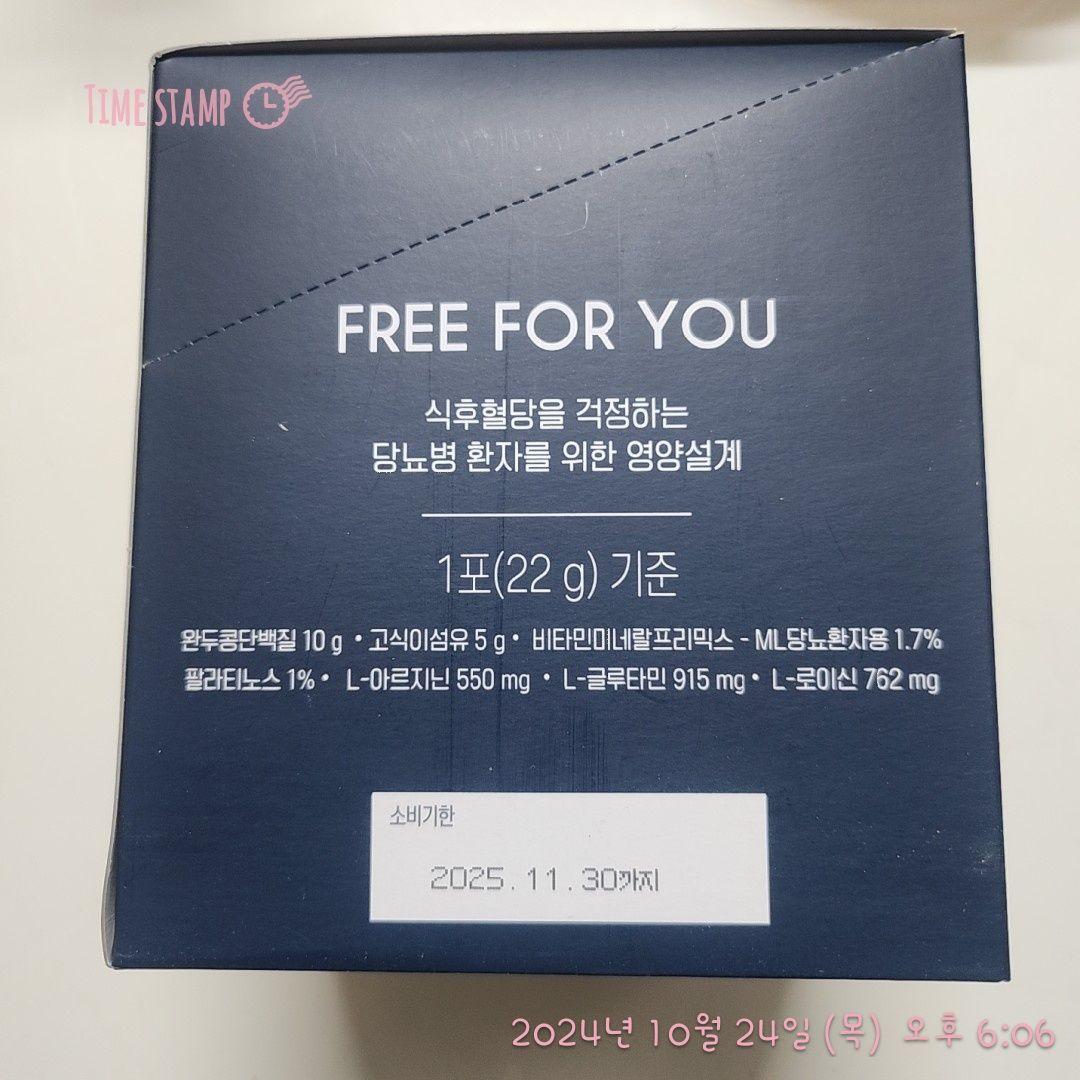 TIME STAMP
FREE FOR YOU
식후혈당을 걱정하는
당뇨병 환자를 위한 영양설계
1포(22 g) 기준
완두콩단백질 10 g • 고식이섬유 5 g • 비타민미네랄프리믹스 - ML당뇨환자용 1.7%
팔라티노스 1% • L-아르지닌 550 mg • L-글루타민 915 mg • L-로이신 762 mg
소비기한
2025.11.30까지
2024년 10월 24일 (목) 오후 6:06